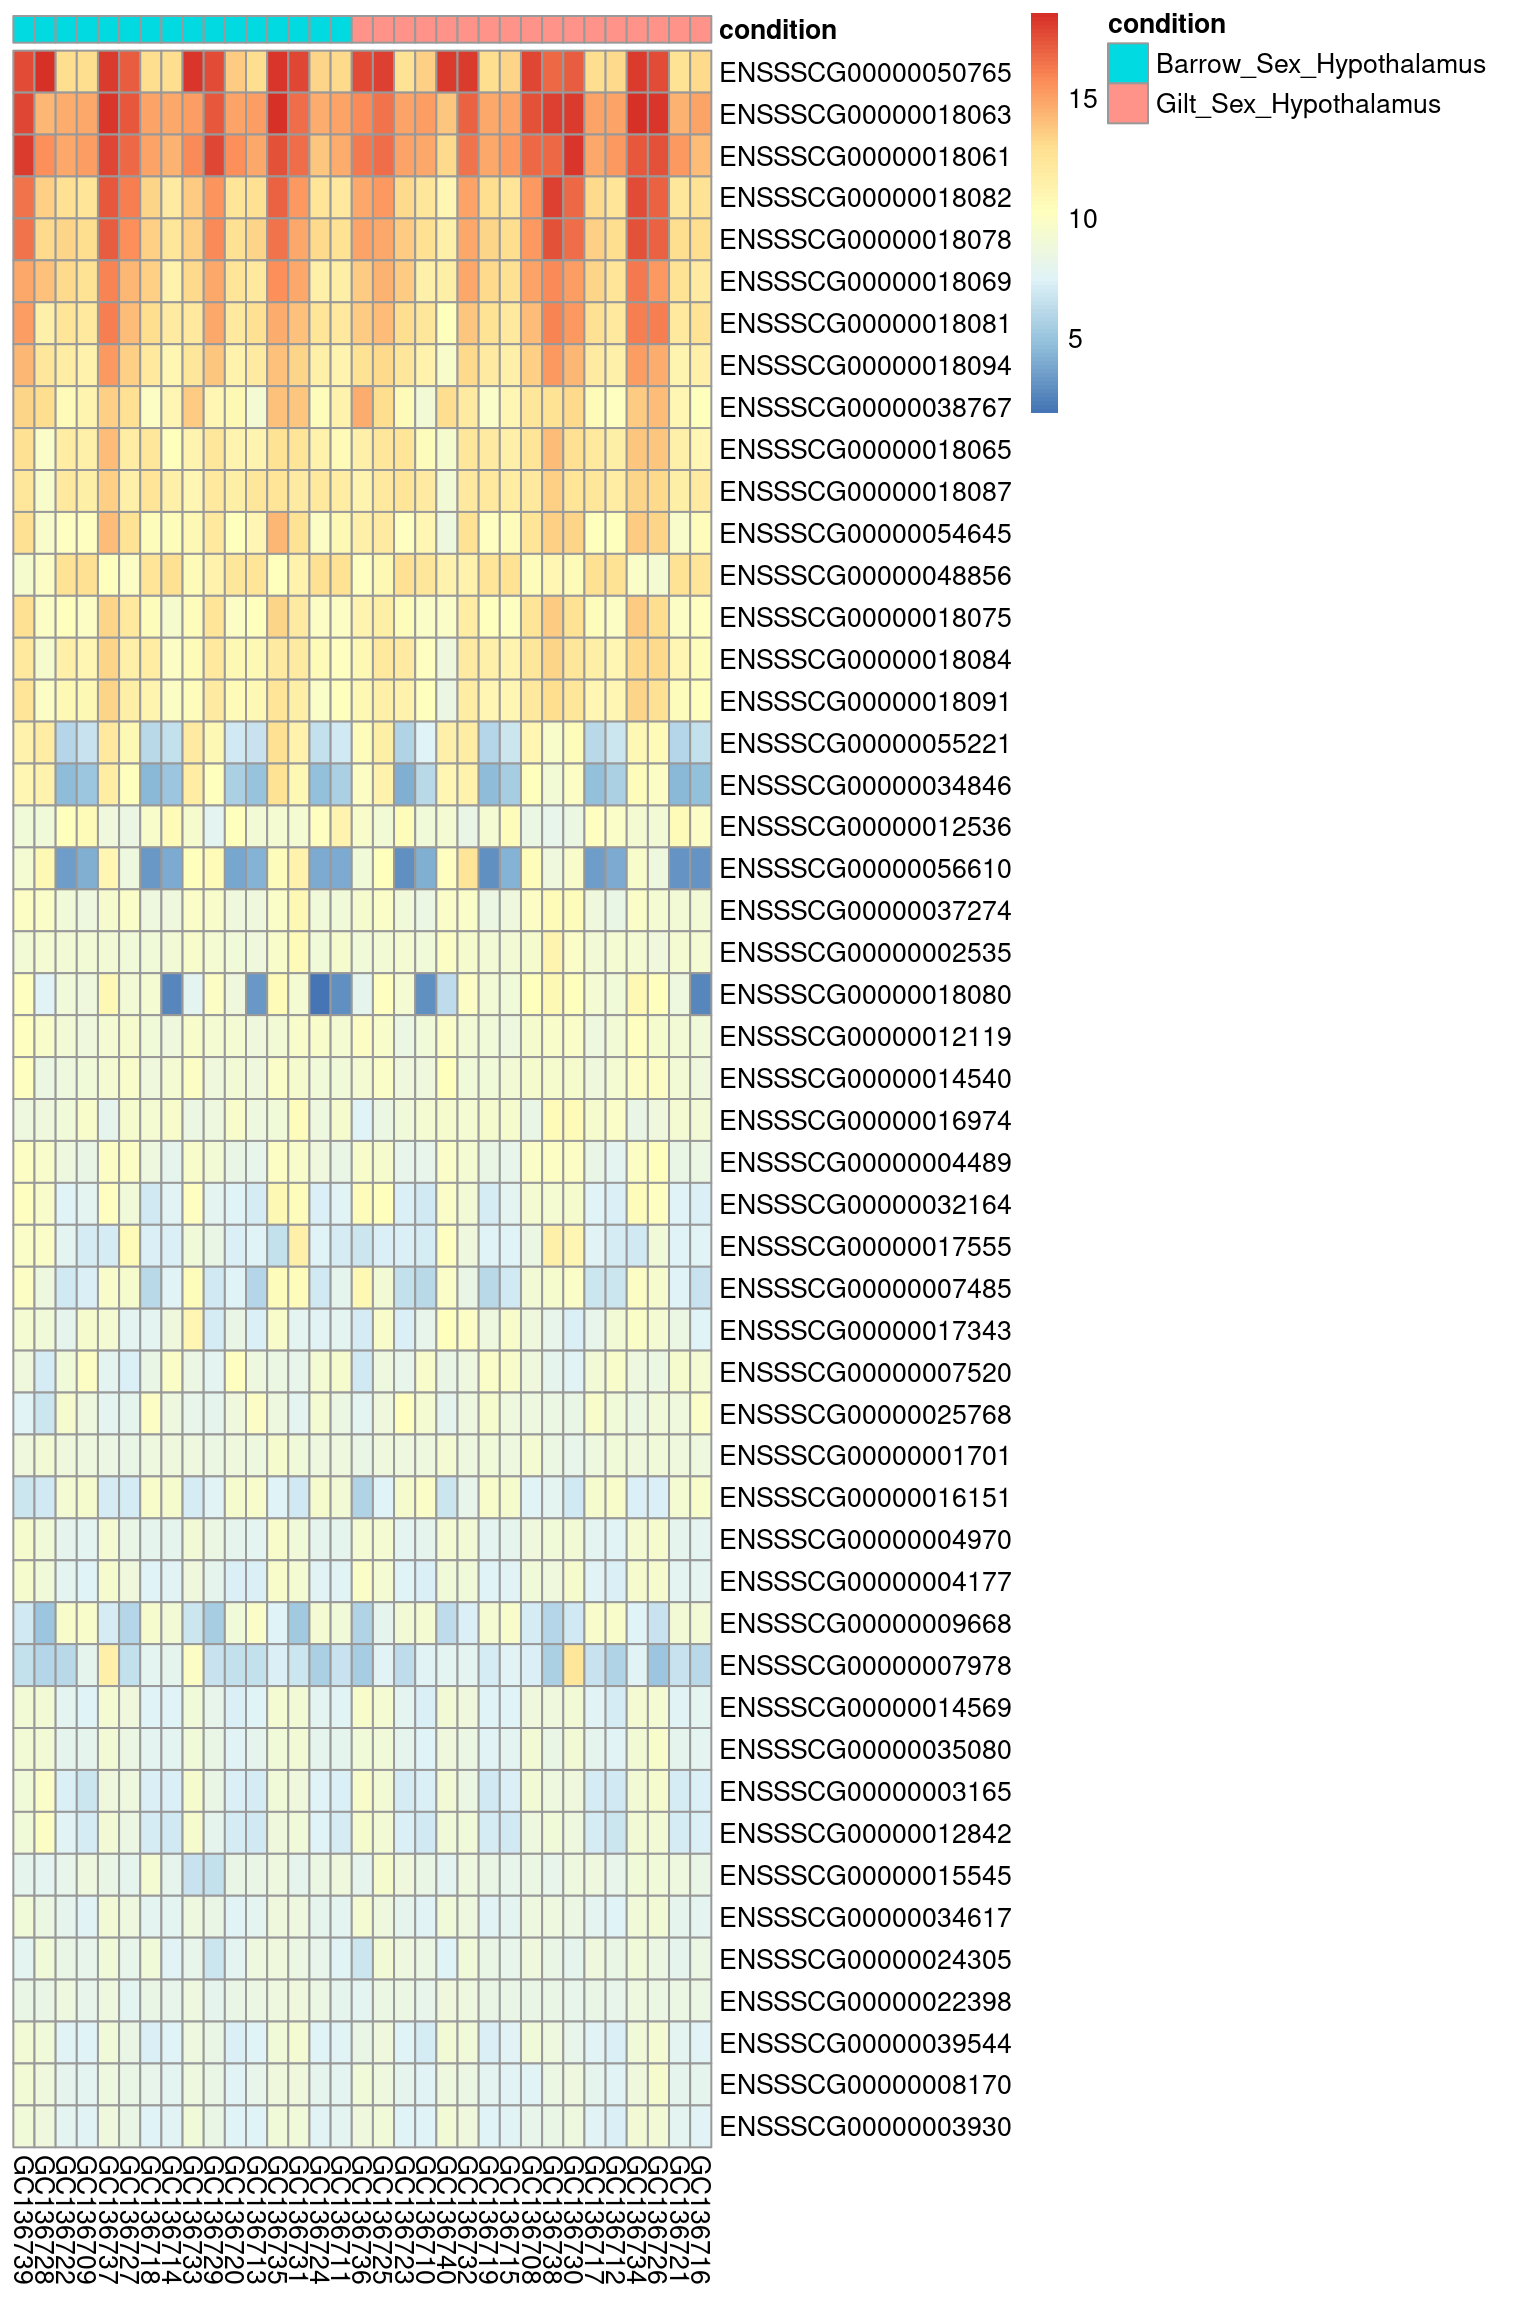 condition
ENSSSCG00000050765
ENSSSCG00000018063
ENSSSCG00000018061
ENSSSCG00000018082
ENSSSCG00000018078
ENSSSCG00000018069
ENSSSCG00000018081
ENSSSCG00000018094
ENSSSCG00000038767
ENSSSCG00000018065
ENSSSCG00000018087
ENSSSCG00000054645
ENSSSCG00000048856
ENSSSCG00000018075
ENSSSCG00000018084
ENSSSCG00000018091
ENSSSCG00000055221
ENSSSCG00000034846
ENSSSCG00000012536
ENSSSCG00000056610
ENSSSCG00000037274
ENSSSCG00000002535
ENSSSCG00000018080
ENSSSCG00000012119
ENSSSCG00000014540
ENSSSCG00000016974
ENSSSCG00000004489
ENSSSCG00000032164
ENSSSCG00000017555
ENSSSCG00000007485
ENSSSCG00000017343
ENSSSCG00000007520
ENSSSCG00000025768
ENSSSCG00000001701
ENSSSCG00000016151
ENSSSCG00000004970
ENSSSCG00000004177
ENSSSCG00000009668
ENSSSCG00000007978
ENSSSCG00000014569
ENSSSCG00000035080
ENSSSCG00000003165
ENSSSCG00000012842
ENSSSCG00000015545
ENSSSCG00000034617
ENSSSCG00000024305
ENSSSCG00000022398
ENSSSCG00000039544
ENSSSCG00000008170
ENSSSCG00000003930
15
10
5
condition
Barrow_Sex_Hypothalamus
Gilt_Sex_Hypothalamus
GC136739
GC136728
GC136722
GC136709
GC136737
GC136727
GC136718
GC136714
GC136733
GC136729
GC136720
GC136713
GC136735
GC136731
GC136724
GC136711
GC136736
GC136725
GC136723
GC136710
GC136740
GC136732
GC136719
GC136715
GC136708
GC136738
GC136730
GC136717
GC136712
GC136734
GC136726
GC136721
GC136716